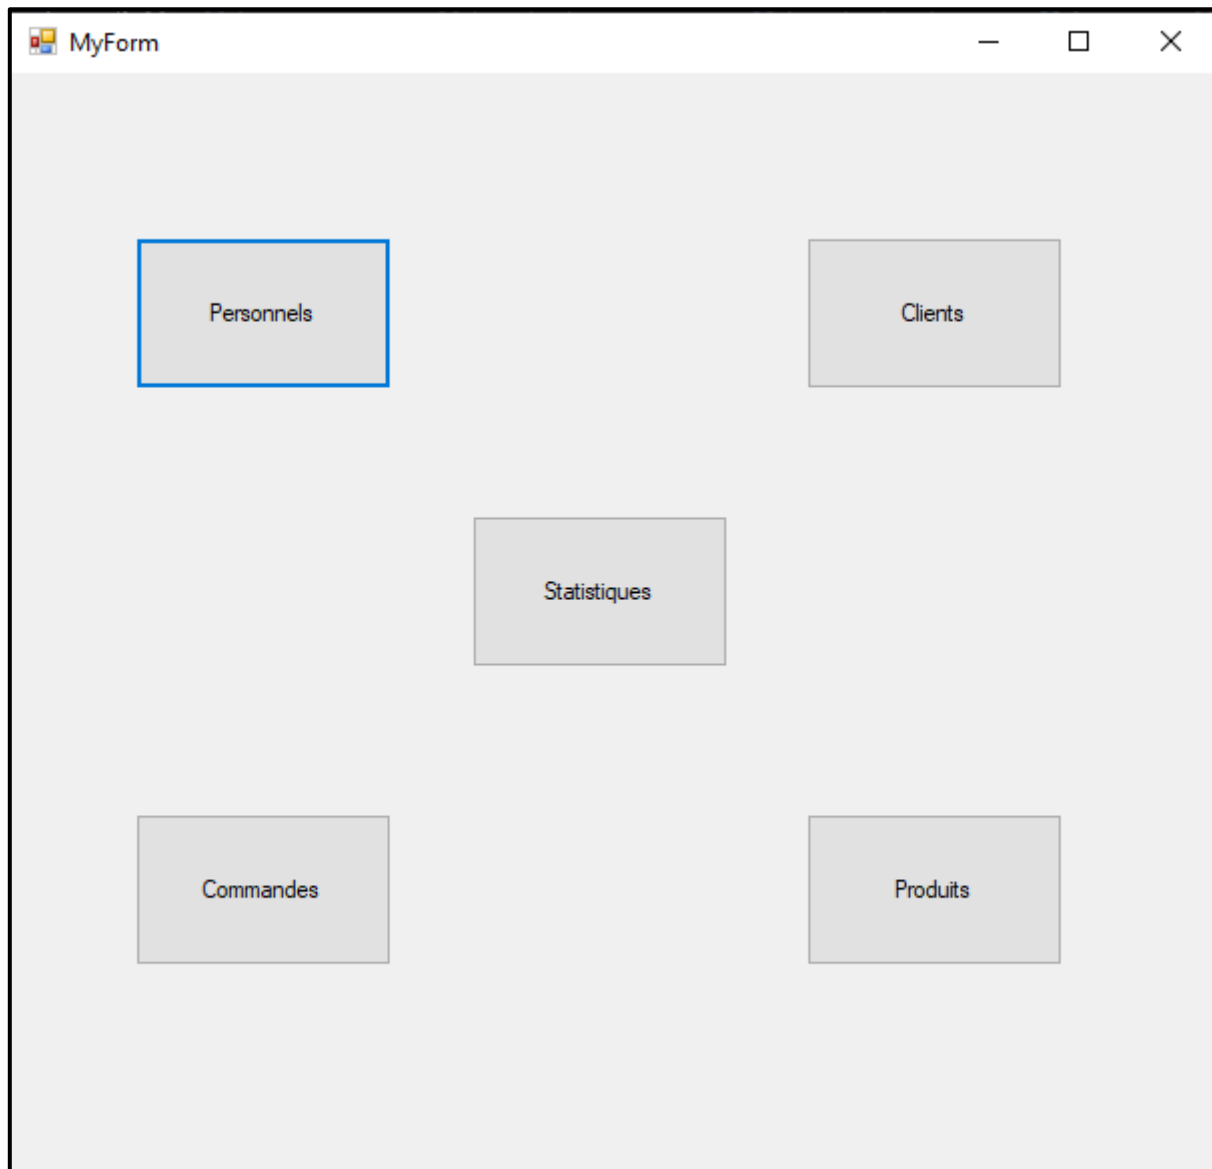 MyForm
Personnels
Clients
Statistiques
Commandes
Produits